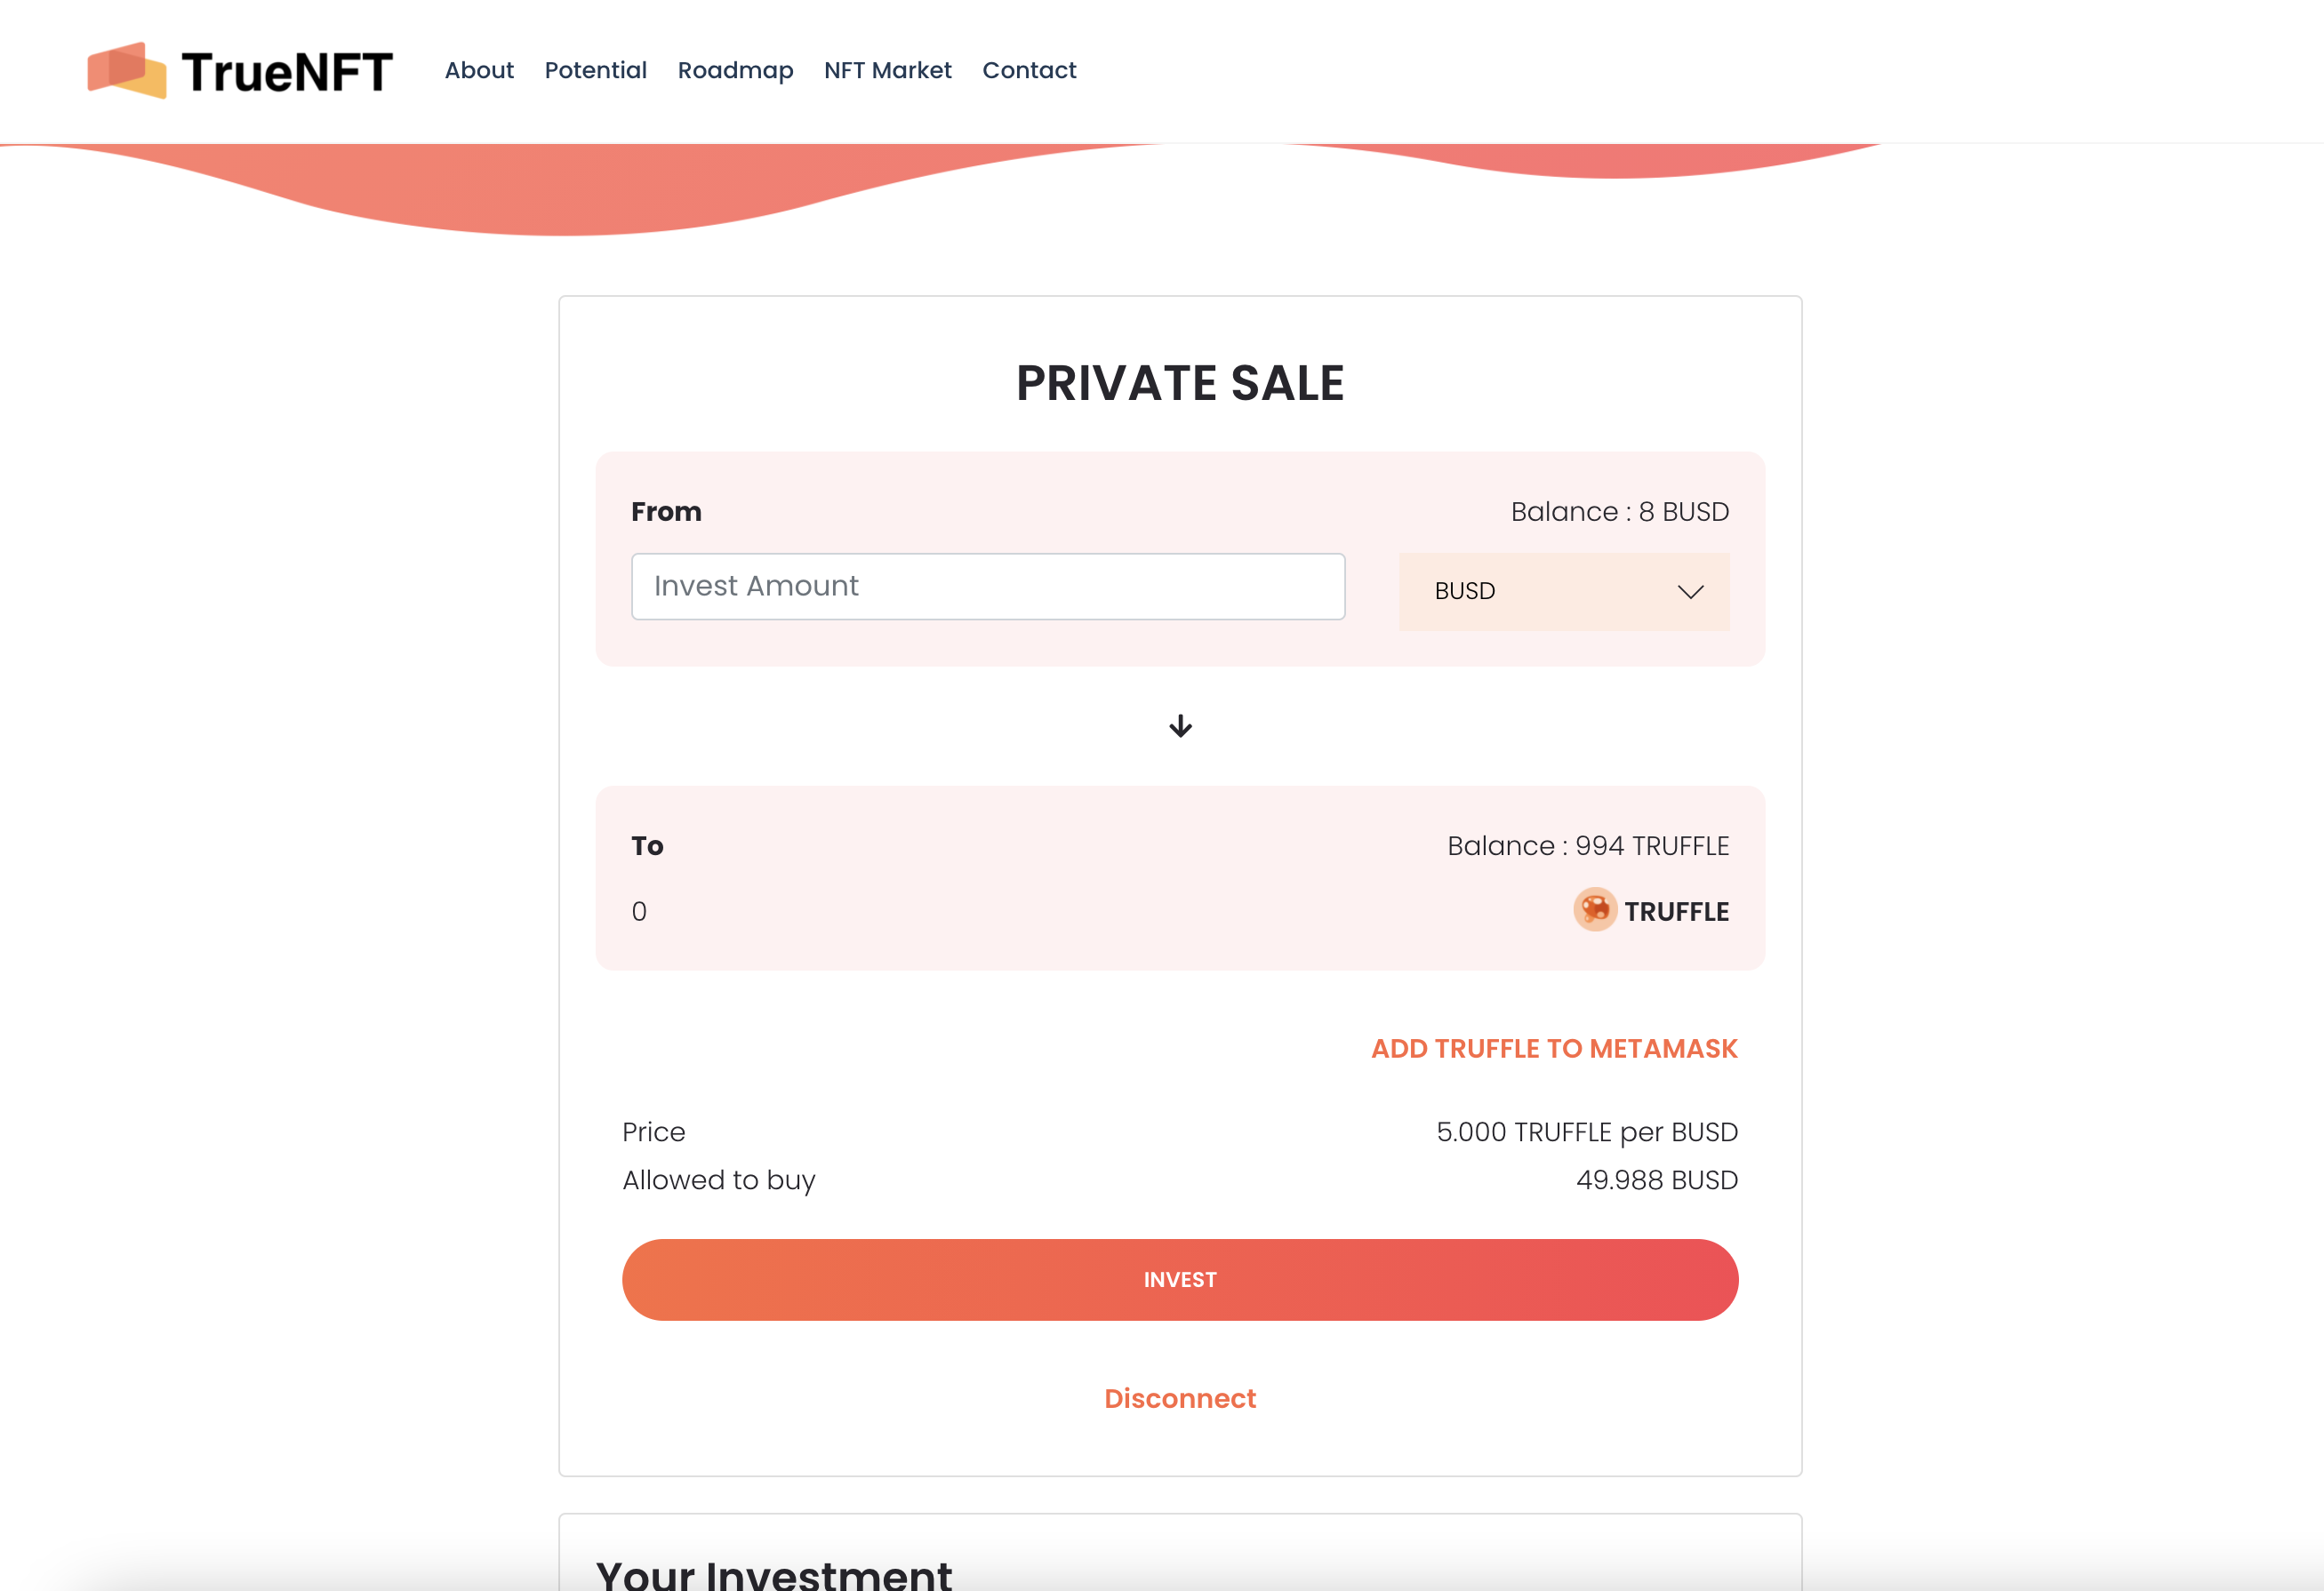 TrueNFT About Potential Roadmap NFT Market Contact
PRIVATE SALE
From Balance : 8 BUSD
Invest Amount BUSD
To Balance : 994 TRUFFLE
0 TRUFFLE
ADD TRUFFLE TO METAMASK
Price 5.000 TRUFFLE per BUSD
Allowed to buy 49.988 BUSD
INVEST
Disconnect
Your Investment